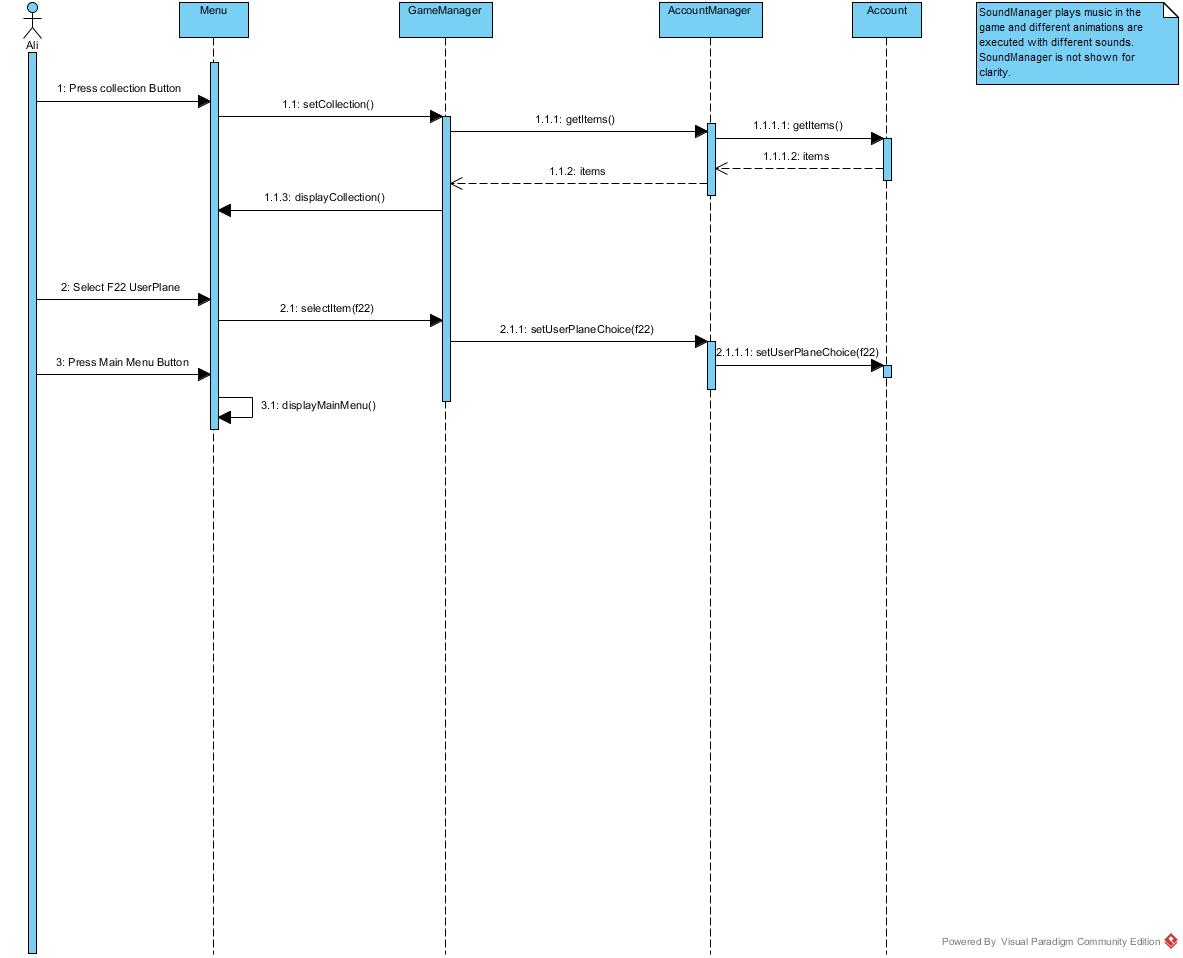 Menu
GameManager
AccountManager
Account
SoundManager plays music in the
game and different animations are
executed with different sounds.
SoundManager is not shown for
clarity.
Ali
1: Press collection Button
1.1: setCollection()
1.1.1: getItems()
1.1.1.1: getItems()
1.1.1.2: items
1.1.2: items
1.1.3: displayCollection()
2: Select F22 UserPlane
2.1: selectItem(f22)
2.1.1: setUserPlaneChoice(f22)
2.1.1.1: setUserPlaneChoice(f22)
3: Press Main Menu Button
3.1: displayMainMenu()
Powered By Visual Paradigm Community Edition